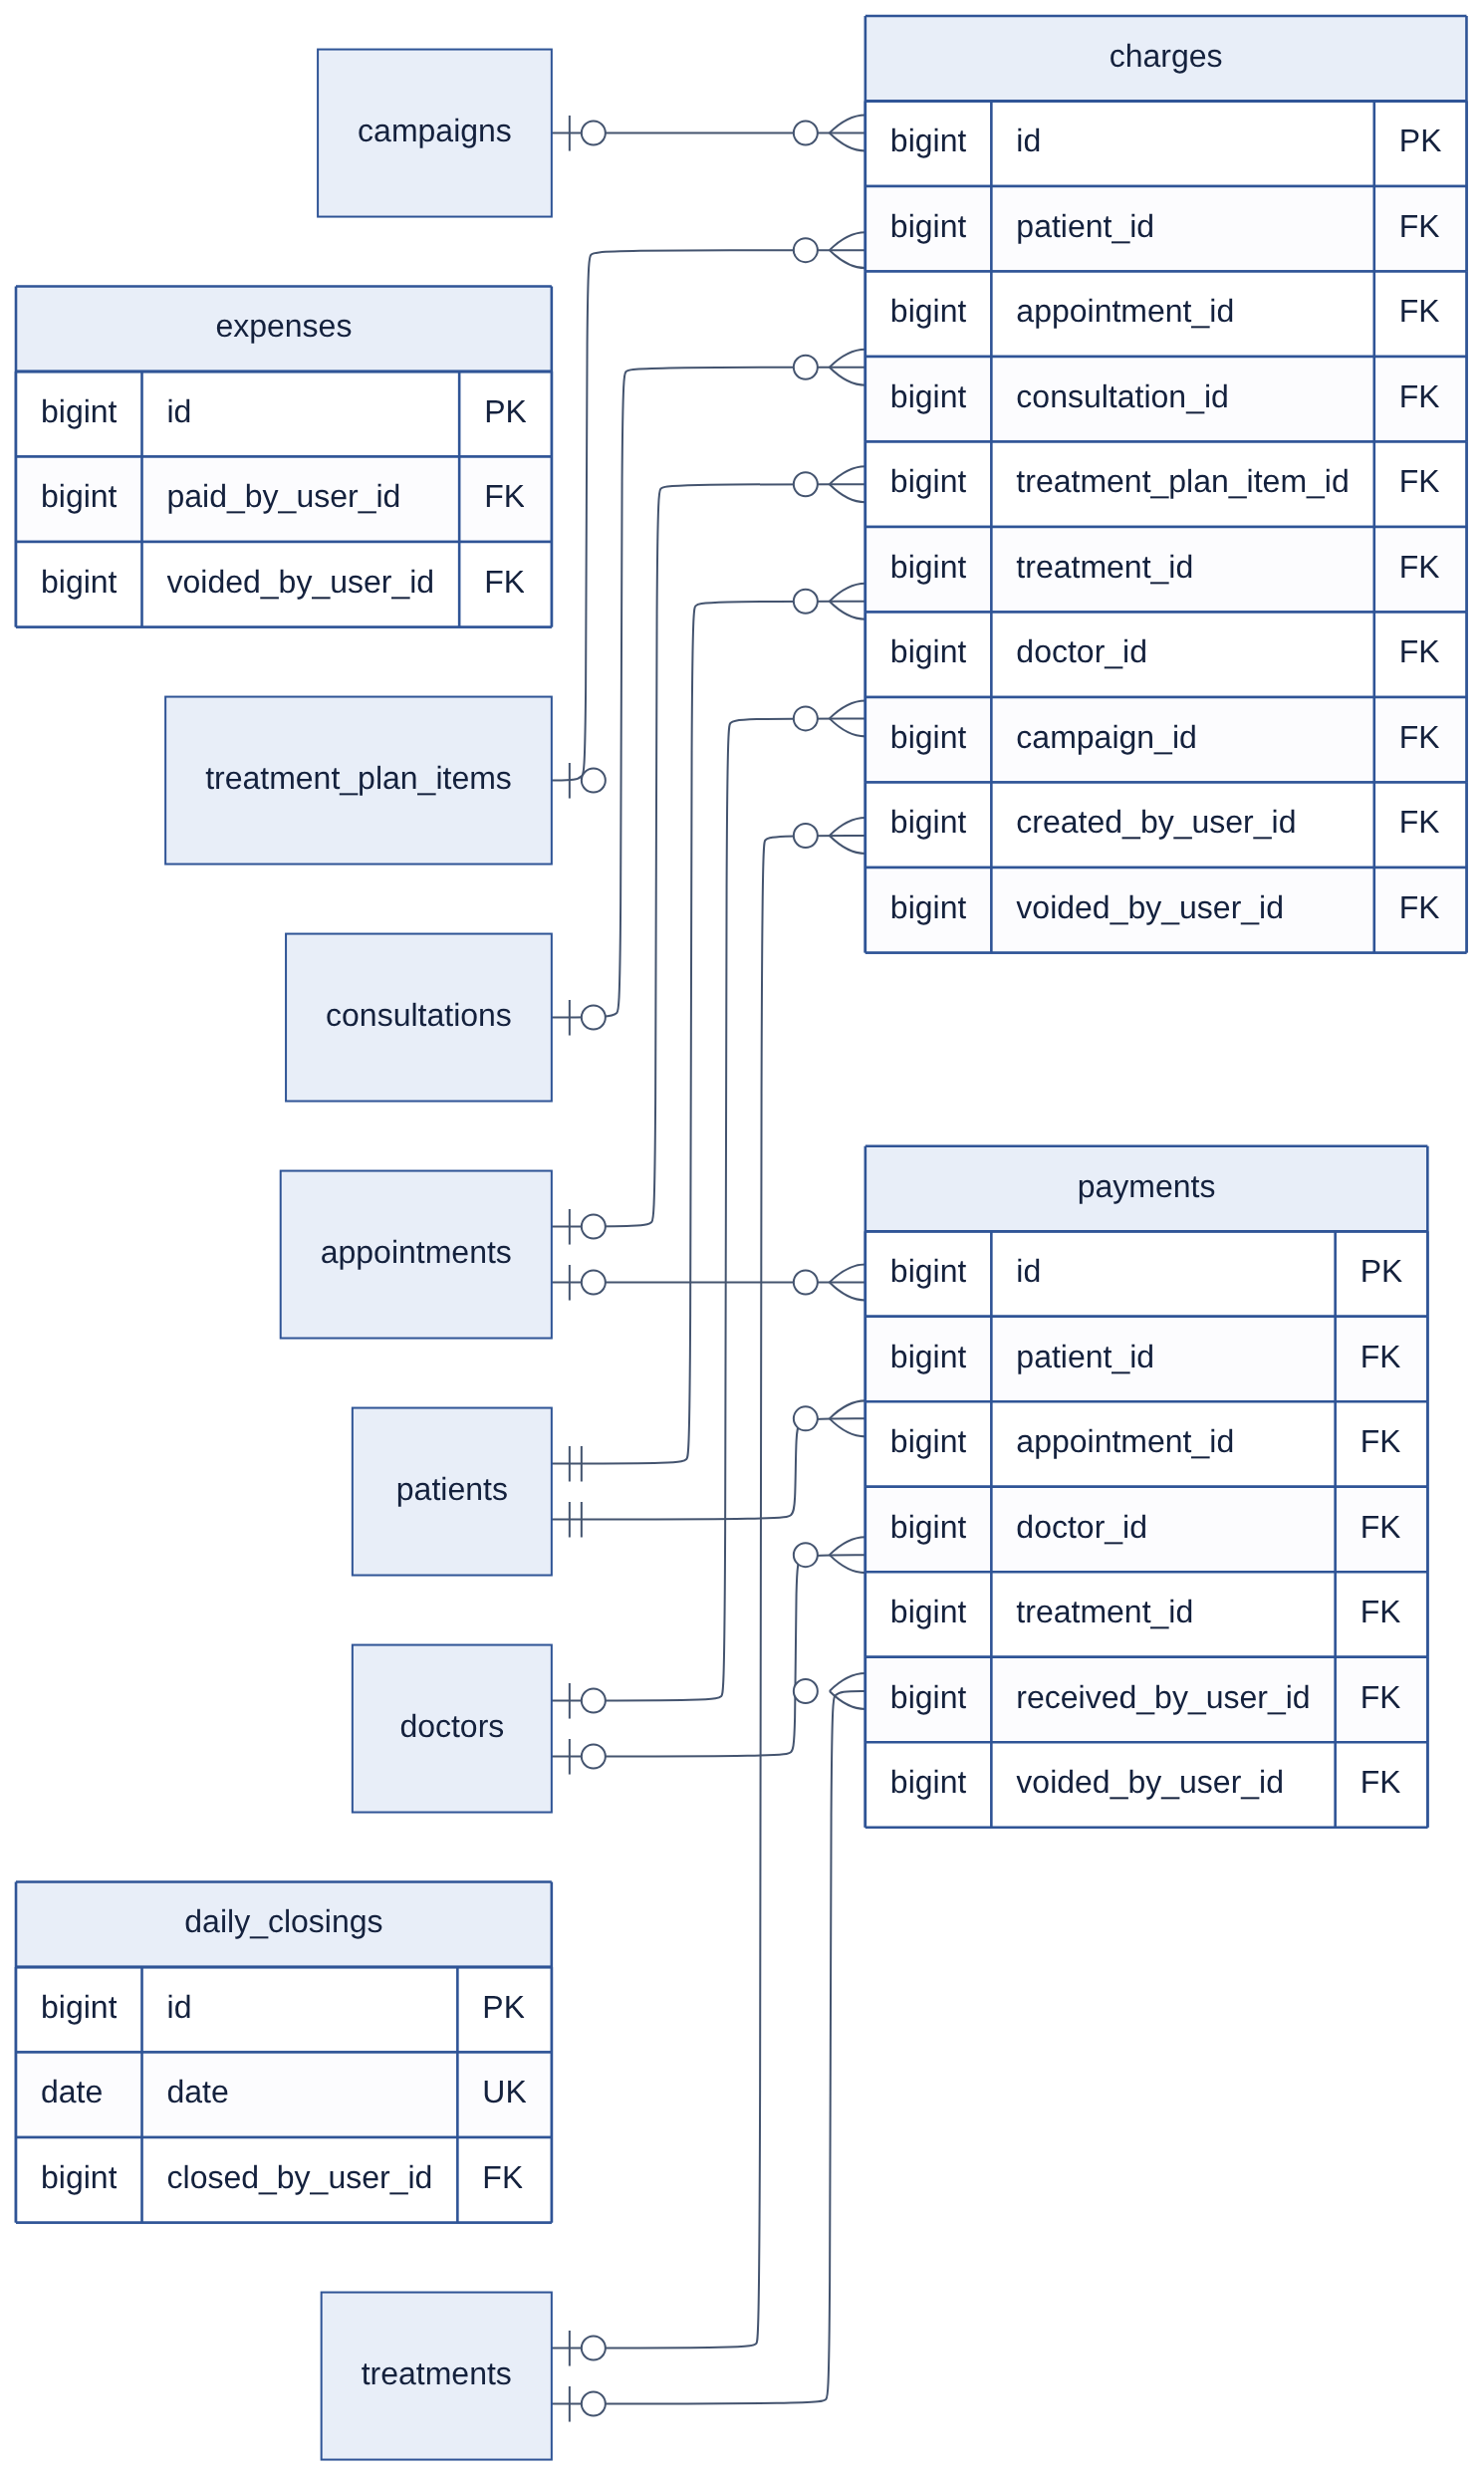 campaigns
expenses
bigint id PK
bigint paid_by_user_id FK
bigint voided_by_user_id FK
treatment_plan_items
consultations
appointments
patients
doctors
daily_closings
bigint id PK
date date UK
bigint closed_by_user_id FK
treatments
charges
bigint id PK
bigint patient_id FK
bigint appointment_id FK
bigint consultation_id FK
bigint treatment_plan_item_id FK
bigint treatment_id FK
bigint doctor_id FK
bigint campaign_id FK
bigint created_by_user_id FK
bigint voided_by_user_id FK
payments
bigint id PK
bigint patient_id FK
bigint appointment_id FK
bigint doctor_id FK
bigint treatment_id FK
bigint received_by_user_id FK
bigint voided_by_user_id FK